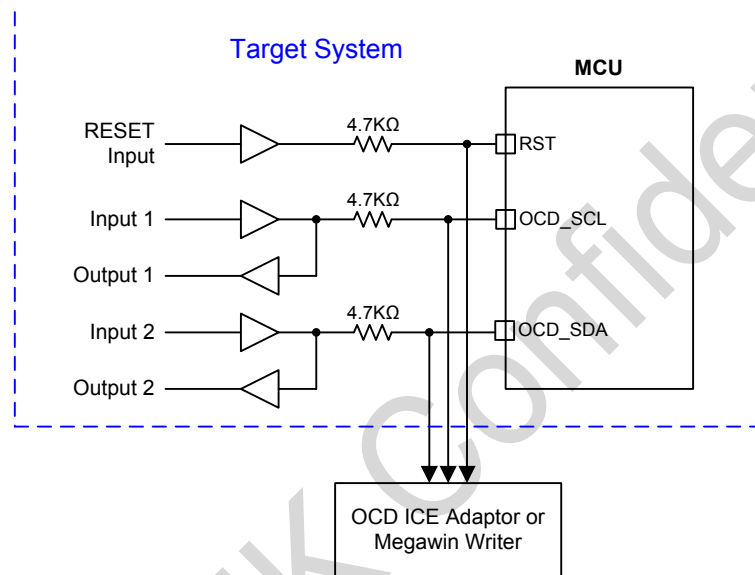 Target System
MCU
RESET
Input
4.7KΩ
RST
Input 1
4.7KΩ
OCD_SCL
Output 1
Input 2
4.7KΩ
OCD_SDA
Output 2
OCD ICE Adaptor or
Megawin Writer